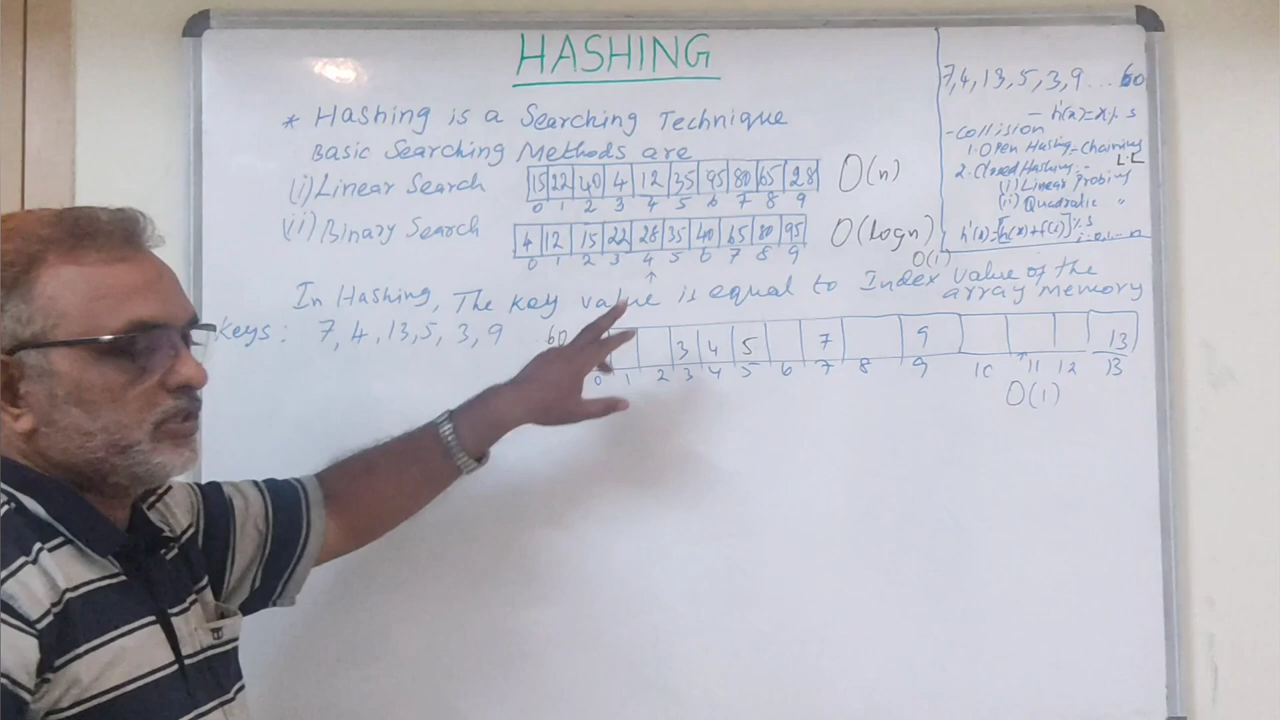 HASHING
* Hashing is a Searching Technique
Basic Searching Methods are
(i) Linear Search
15 22 40 4 12 35 95 80 65 28
0 1 2 3 4 5 6 7 8 9
O(n)
(ii) Binary Search
4 12 15 22 28 35 40 65 80 95
0 1 2 3 4 5 6 7 8 9
O(logn)
O(1)
In Hashing, The key value is equal to Index value of the
array memory
Keys: 7, 4, 13, 5, 3, 9
60
3 4 5 7 9 13
0 1 2 3 4 5 6 7 8 9 10 11 12 13
O(1)
7, 4, 13, 5, 3, 9 ... 60
- h'(x)=x% s
- Collision
1. Open Hashing - Chaining
L.L
2. Closed Hashing -
(i) Linear Probing
(ii) Quadratic "
h'(x)=[h(x)+f(i)]% s